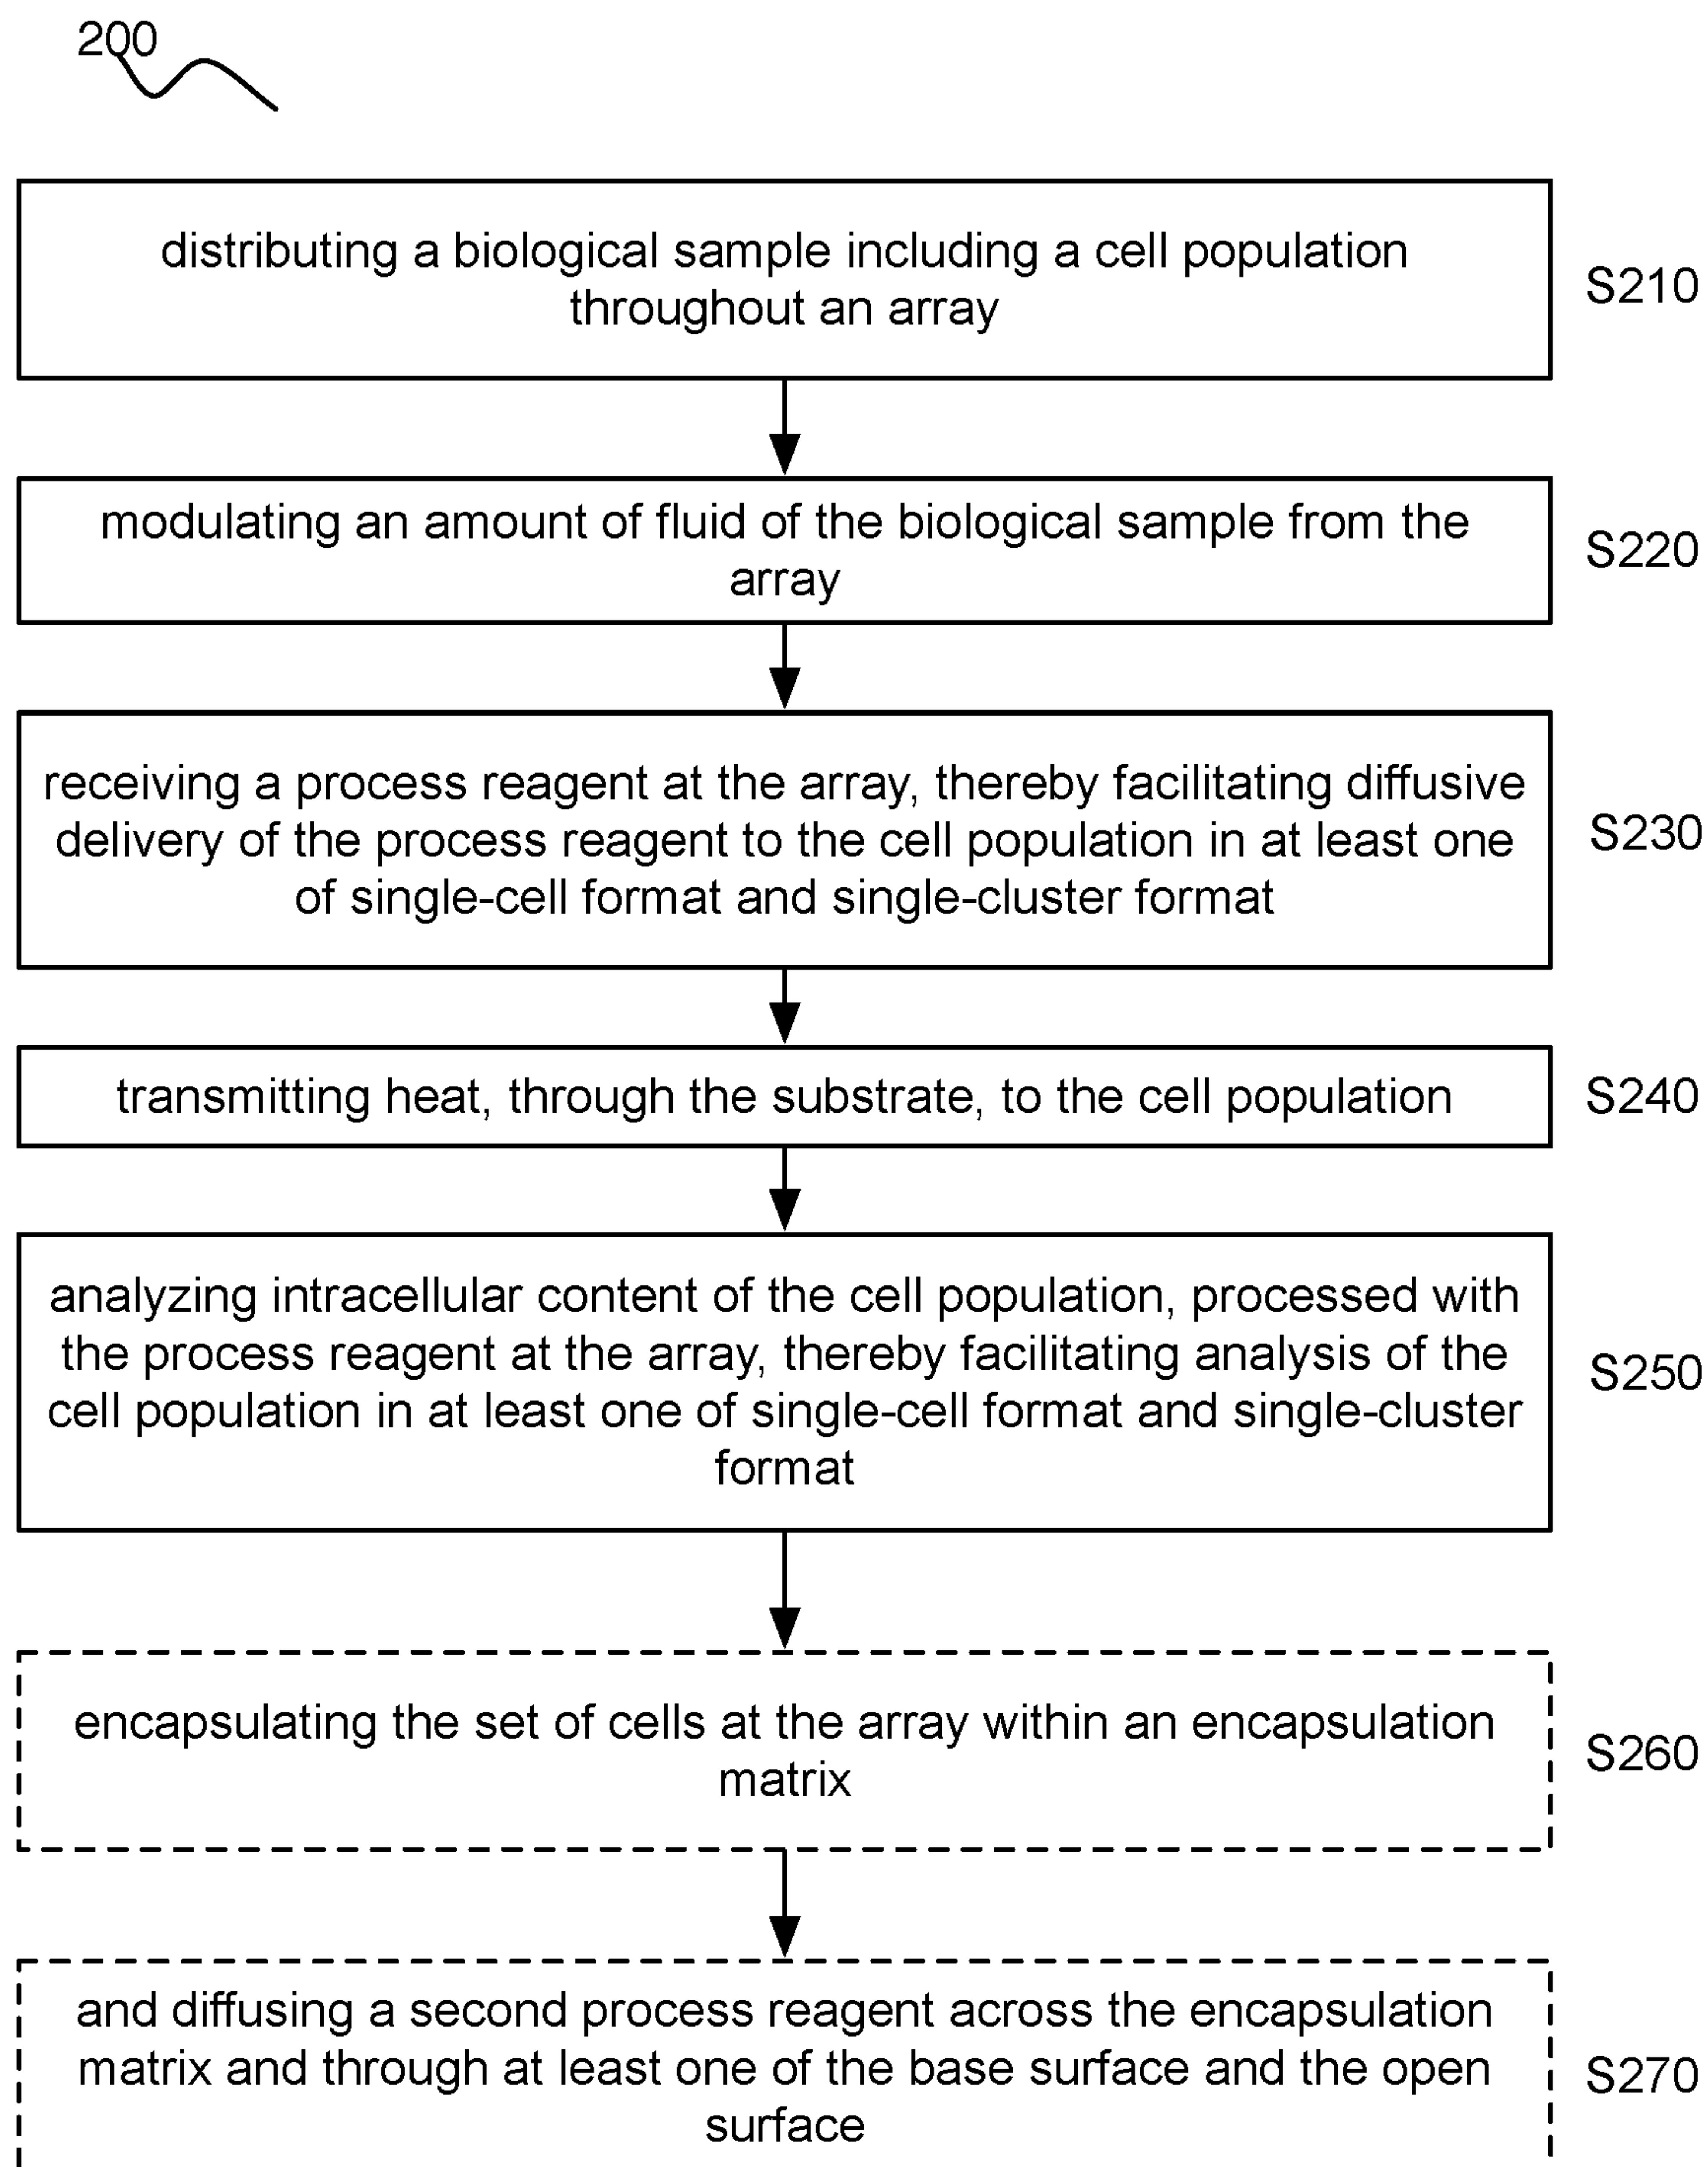 200
distributing a biological sample including a cell population
throughout an array
S210
modulating an amount of fluid of the biological sample from the
array
S220
receiving a process reagent at the array, thereby facilitating diffusive
delivery of the process reagent to the cell population in at least one
of single-cell format and single-cluster format
S230
transmitting heat, through the substrate, to the cell population
S240
analyzing intracellular content of the cell population, processed with
the process reagent at the array, thereby facilitating analysis of the
cell population in at least one of single-cell format and single-cluster
format
S250
encapsulating the set of cells at the array within an encapsulation
matrix
S260
and diffusing a second process reagent across the encapsulation
matrix and through at least one of the base surface and the open
surface
S270